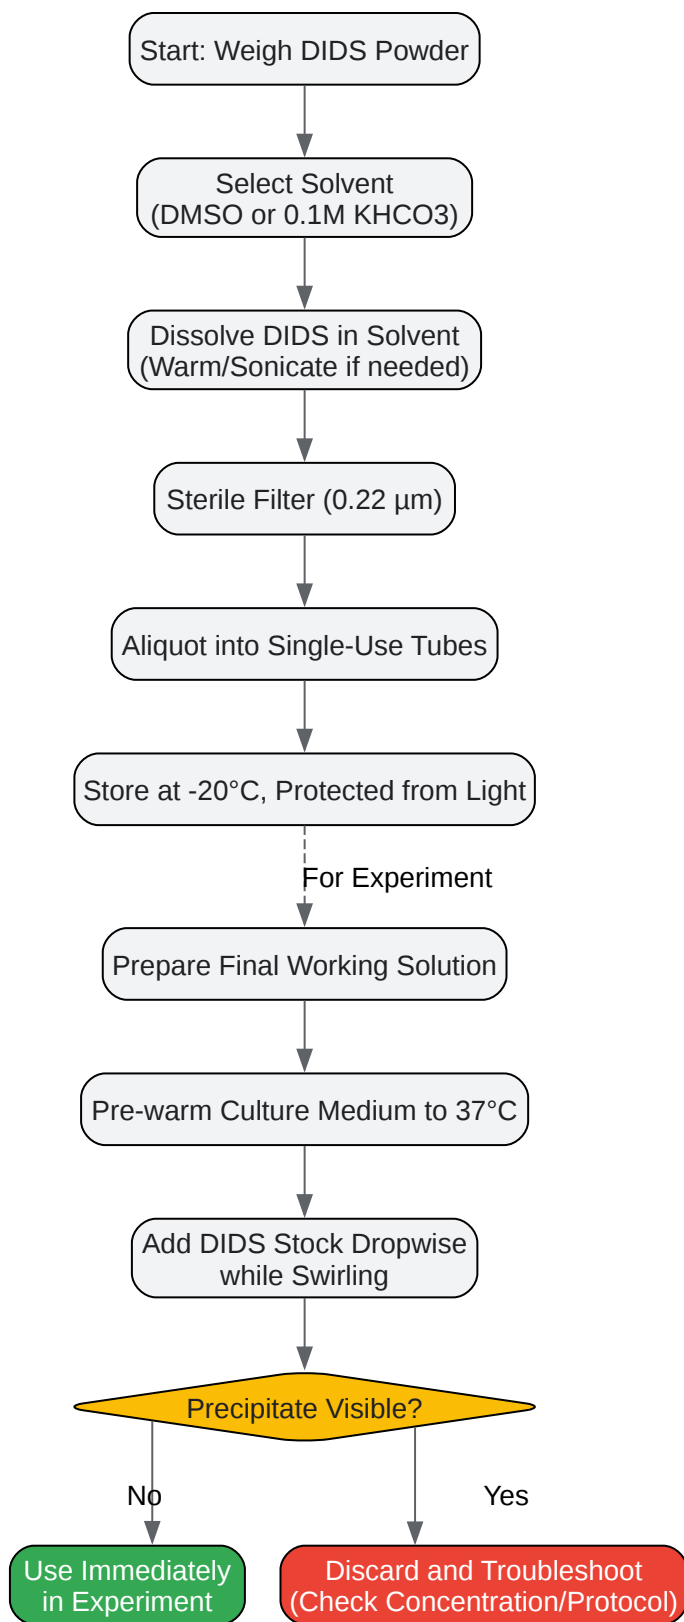 Start: Weigh DIDS Powder
Select Solvent
(DMSO or 0.1M KHCO3)
Dissolve DIDS in Solvent
(Warm/Sonicate if needed)
Sterile Filter (0.22 µm)
Aliquot into Single-Use Tubes
Store at -20°C, Protected from Light
For Experiment
Prepare Final Working Solution
Pre-warm Culture Medium to 37°C
Add DIDS Stock Dropwise
while Swirling
Precipitate Visible?
No
Yes
Use Immediately
in Experiment
Discard and Troubleshoot
(Check Concentration/Protocol)